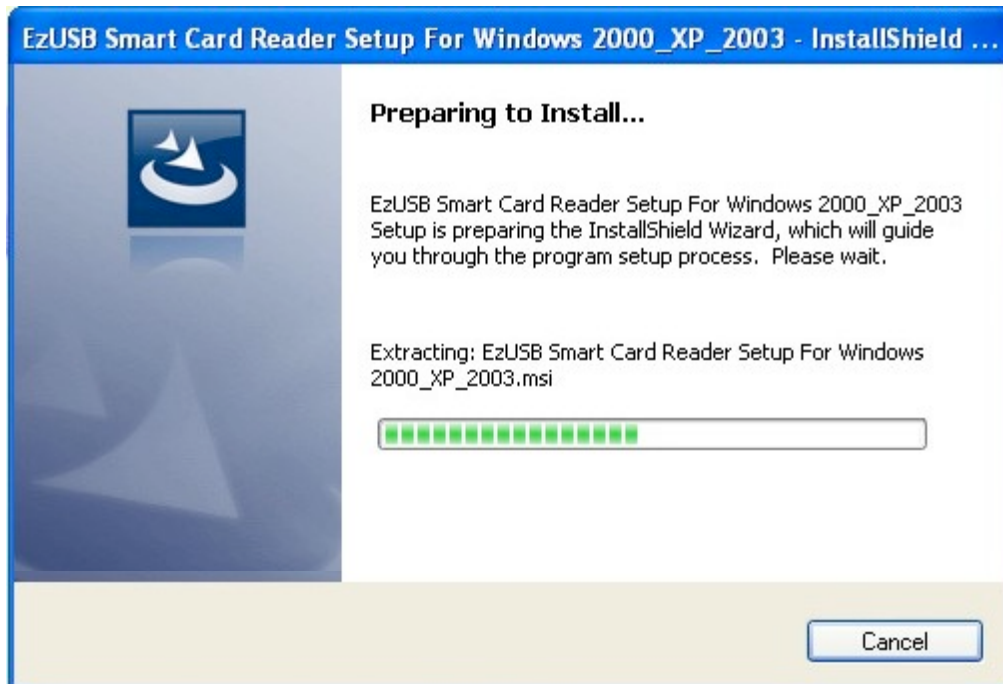 EzUSB Smart Card Reader Setup For Windows 2000_XP_2003 - InstallShield ...
Preparing to Install...
EzUSB Smart Card Reader Setup For Windows 2000_XP_2003
Setup is preparing the InstallShield Wizard, which will guide
you through the program setup process. Please wait.
Extracting: EzUSB Smart Card Reader Setup For Windows
2000_XP_2003.msi
Cancel